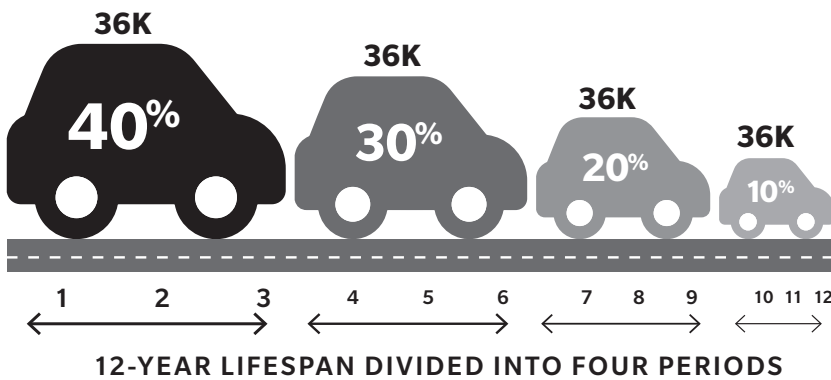 36K
36K
36K
36K
40%
30%
20%
10%
1 2 3 4 5 6 7 8 9 10 11 12
12-YEAR LIFESPAN DIVIDED INTO FOUR PERIODS